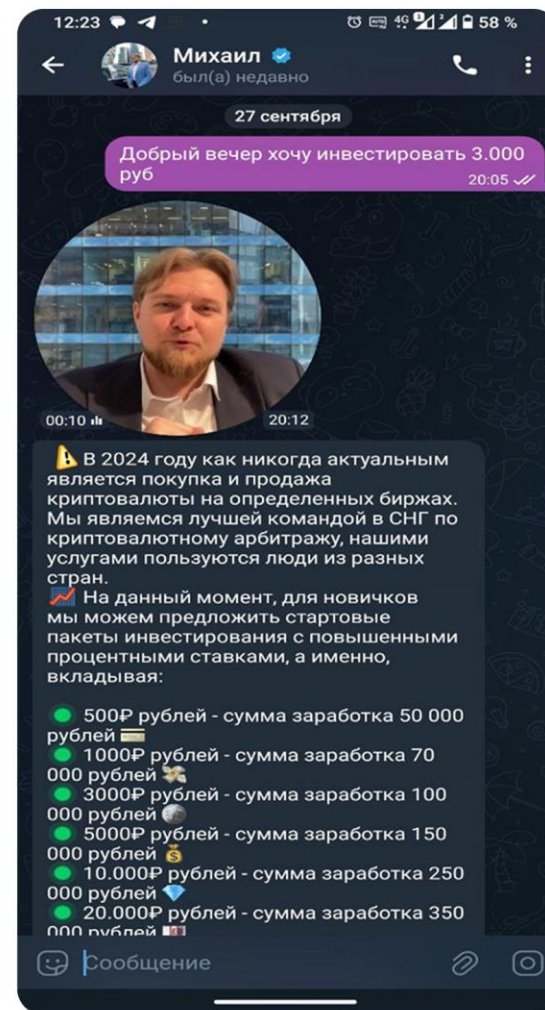 12:23 4G 58 %
Михаил
был(а) недавно
27 сентября
Добрый вечер хочу инвестировать 3.000
руб
20:05
00:10 20:12
В 2024 году как никогда актуальным
является покупка и продажа
криптовалюты на определенных биржах.
Мы являемся лучшей командой в СНГ по
криптовалютному арбитражу, нашими
услугами пользуются люди из разных
стран.
На данный момент, для новичков
мы можем предложить стартовые
пакеты инвестирования с повышенными
процентными ставками, а именно,
вкладывая:
500₽ рублей - сумма заработка 50 000
рублей
1000₽ рублей - сумма заработка 70
000 рублей
3000₽ рублей - сумма заработка 100
000 рублей
5000₽ рублей - сумма заработка 150
000 рублей
10.000₽ рублей - сумма заработка 250
000 рублей
20.000₽ рублей - сумма заработка 350
000 рублей
Сообщение